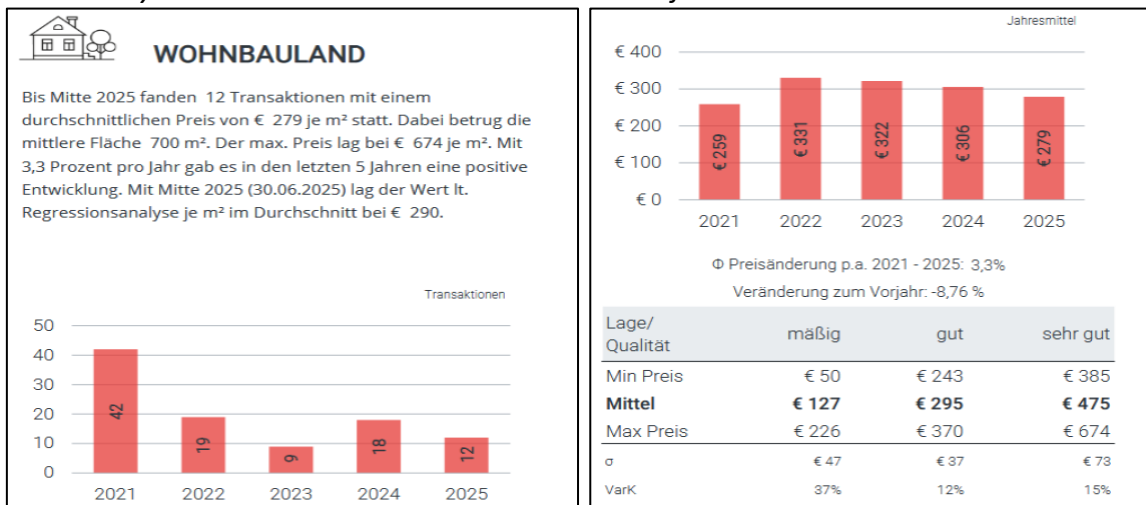 WOHNBAULAND
Bis Mitte 2025 fanden 12 Transaktionen mit einem
durchschnittlichen Preis von € 279 je m² statt. Dabei betrug die
mittlere Fläche 700 m². Der max. Preis lag bei € 674 je m². Mit
3,3 Prozent pro Jahr gab es in den letzten 5 Jahren eine positive
Entwicklung. Mit Mitte 2025 (30.06.2025) lag der Wert lt.
Regressionsanalyse je m² im Durchschnitt bei € 290.
Transaktionen
50
40
30
20
10
0
42
19
9
18
12
2021 2022 2023 2024 2025
Jahresmittel
€ 400
€ 300
€ 200
€ 100
€ 0
€ 259
€ 331
€ 322
€ 306
€ 279
2021 2022 2023 2024 2025
Φ Preisänderung p.a. 2021 - 2025: 3,3%
Veränderung zum Vorjahr: -8,76 %
Lage/
Qualität mäßig gut sehr gut
Min Preis € 50 € 243 € 385
Mittel € 127 € 295 € 475
Max Preis € 226 € 370 € 674
σ € 47 € 37 € 73
VarK 37% 12% 15%